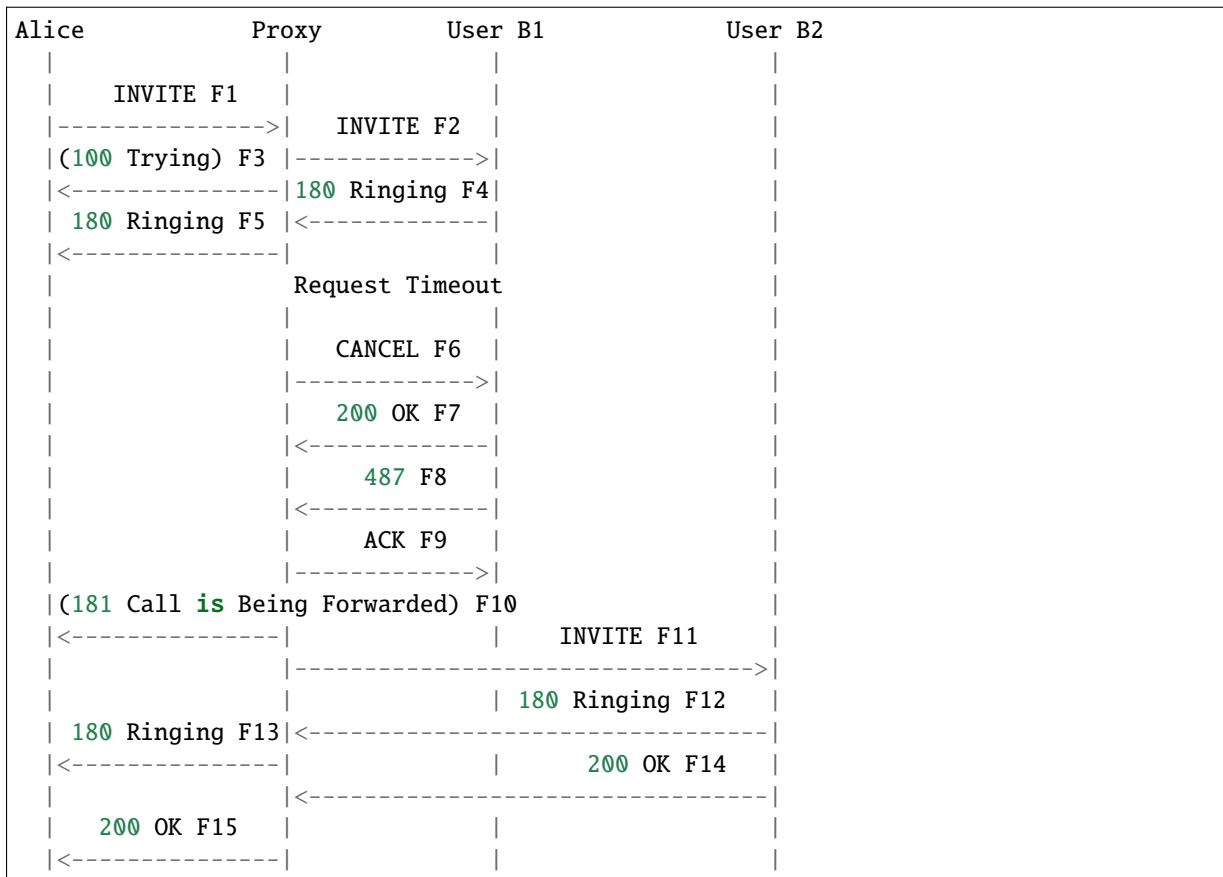 Alice Proxy User B1 User B2
| | | |
| INVITE F1 | | |
|--------------->| INVITE F2 | |
|(100 Trying) F3 |------------->| |
|<---------------|180 Ringing F4| |
| 180 Ringing F5 |<-------------| |
|<---------------| | |
| Request Timeout |
| | | |
| | CANCEL F6 | |
| |------------->| |
| | 200 OK F7 | |
| |<-------------| |
| | 487 F8 | |
| |<-------------| |
| | ACK F9 | |
| |------------->| |
|(181 Call is Being Forwarded) F10 |
|<---------------| | INVITE F11 |
| |--------------------------------->|
| | | 180 Ringing F12 |
| 180 Ringing F13|<---------------------------------|
|<---------------| | 200 OK F14 |
| |<---------------------------------|
| 200 OK F15 | | |
|<---------------| | |